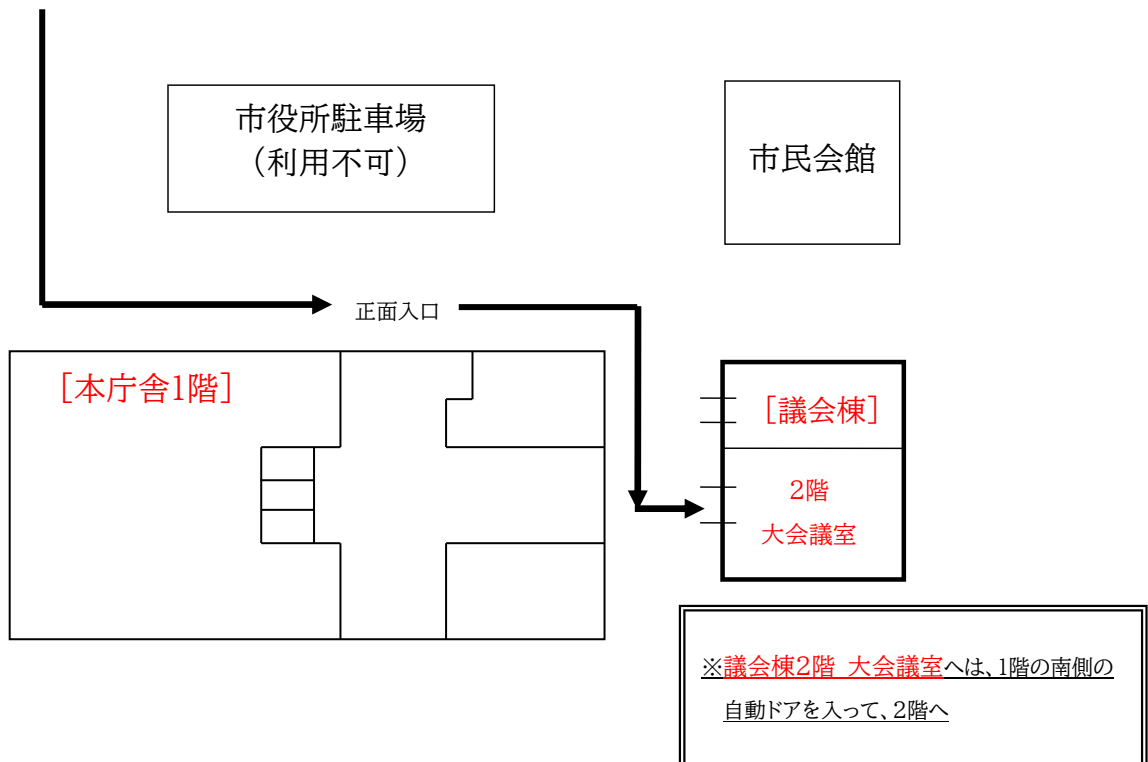 市役所駐車場
（利用不可）
市民会館
正面入口
［本庁舎1階］
［議会棟］
2階
大会議室
※議会棟2階 大会議室へは、1階の南側の
自動ドアを入って、2階へ